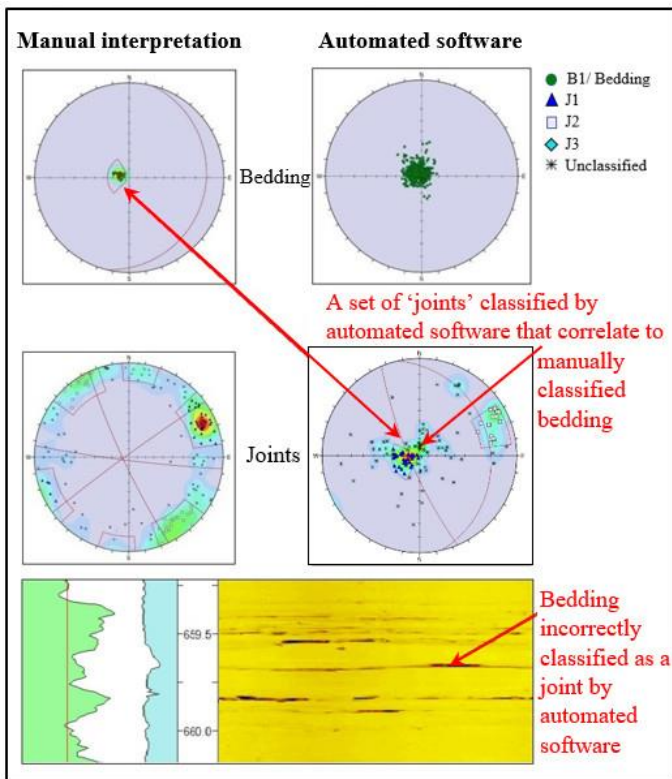 Manual interpretation
Automated software
B1/ Bedding
J1
J2
J3
Unclassified
N
W
E
S
Bedding
N
W
E
S
A set of ‘joints’ classified by
automated software that correlate to
manually classified
bedding
N
W
E
S
Joints
N
W
E
S
659.5
660.0
Bedding
incorrectly
classified as a
joint by
automated
software